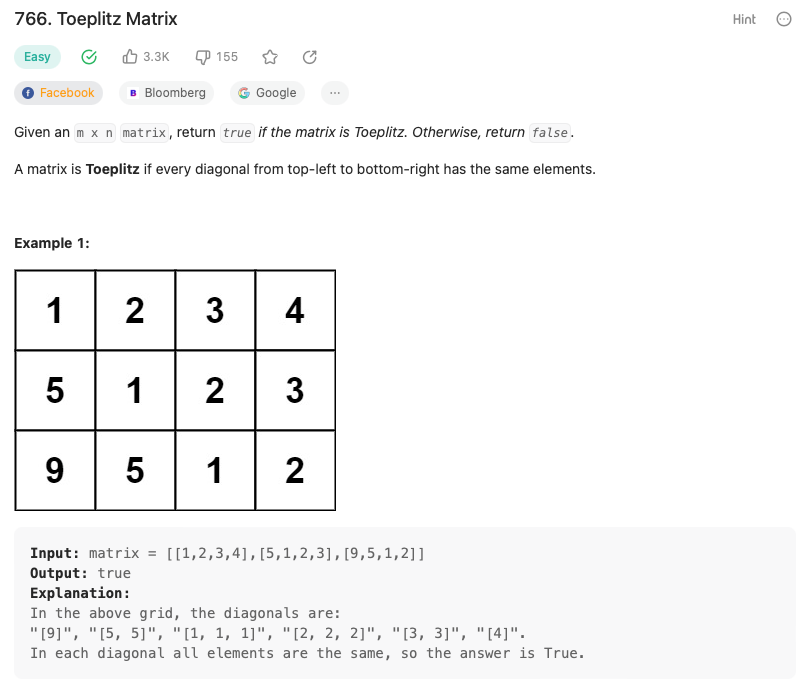 766. Toeplitz Matrix
Hint
Easy 3.3K 155
Facebook B Bloomberg G Google ...
Given an m x n matrix, return true if the matrix is Toeplitz. Otherwise, return false.
A matrix is Toeplitz if every diagonal from top-left to bottom-right has the same elements.
Example 1:
1 2 3 4
5 1 2 3
9 5 1 2
Input: matrix = [[1,2,3,4],[5,1,2,3],[9,5,1,2]]
Output: true
Explanation:
In the above grid, the diagonals are:
"[9]", "[5, 5]", "[1, 1, 1]", "[2, 2, 2]", "[3, 3]", "[4]".
In each diagonal all elements are the same, so the answer is True.